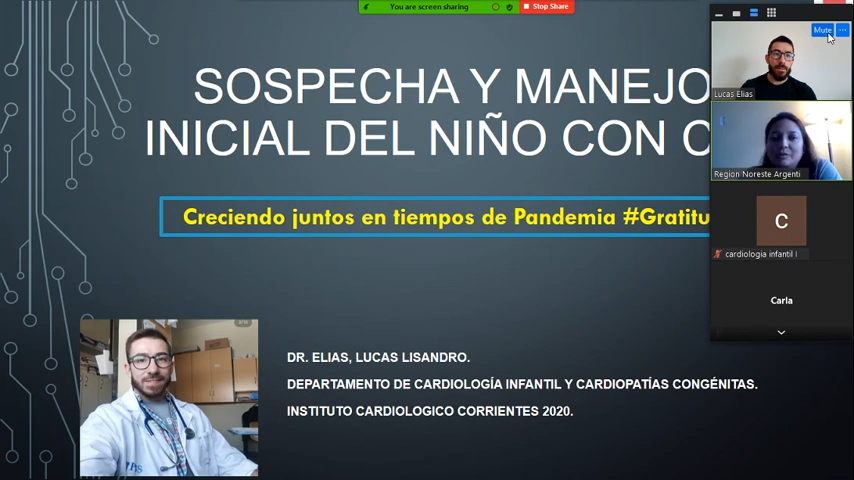 You are screen sharing
Stop Share
Mute
Lucas Elias
Region Noreste Argenti
C
cardiologia infantil I
Carla
SOSPECHA Y MANEJO
INICIAL DEL NIÑO CON C
Creciendo juntos en tiempos de Pandemia #Gratitu
DR. ELIAS, LUCAS LISANDRO.
DEPARTAMENTO DE CARDIOLOGÍA INFANTIL Y CARDIOPATÍAS CONGÉNITAS.
INSTITUTO CARDIOLOGICO CORRIENTES 2020.